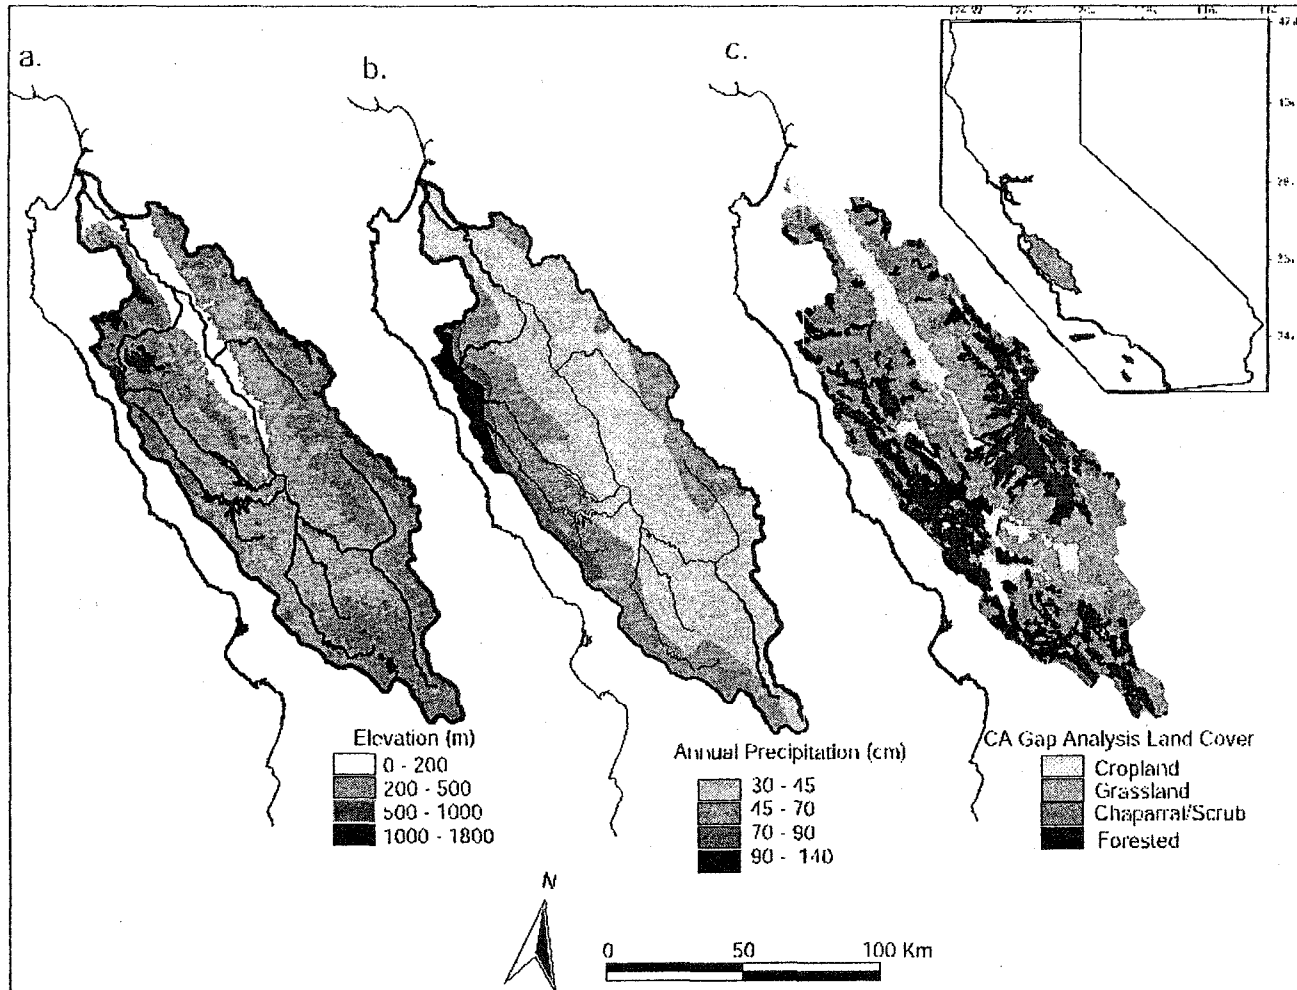 a.
b.
c.
Elevation (m)
0 - 200
200 - 500
500 - 1000
1000 - 1800
Annual Precipitation (cm)
30 - 45
45 - 70
70 - 90
90 - 140
CA Gap Analysis Land Cover
Cropland
Grassland
Chaparral/Scrub
Forested
N
0 50 100 Km